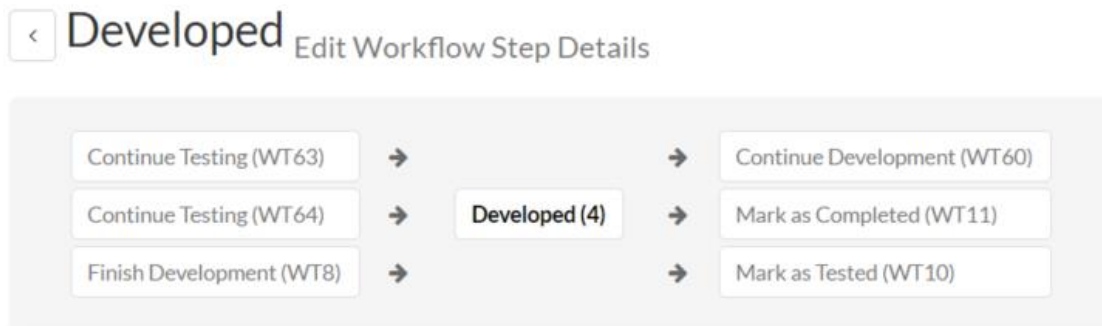 Developed Edit Workflow Step Details
Continue Testing (WT63) Continue Development (WT60)
Continue Testing (WT64) Developed (4) Mark as Completed (WT11)
Finish Development (WT8) Mark as Tested (WT10)